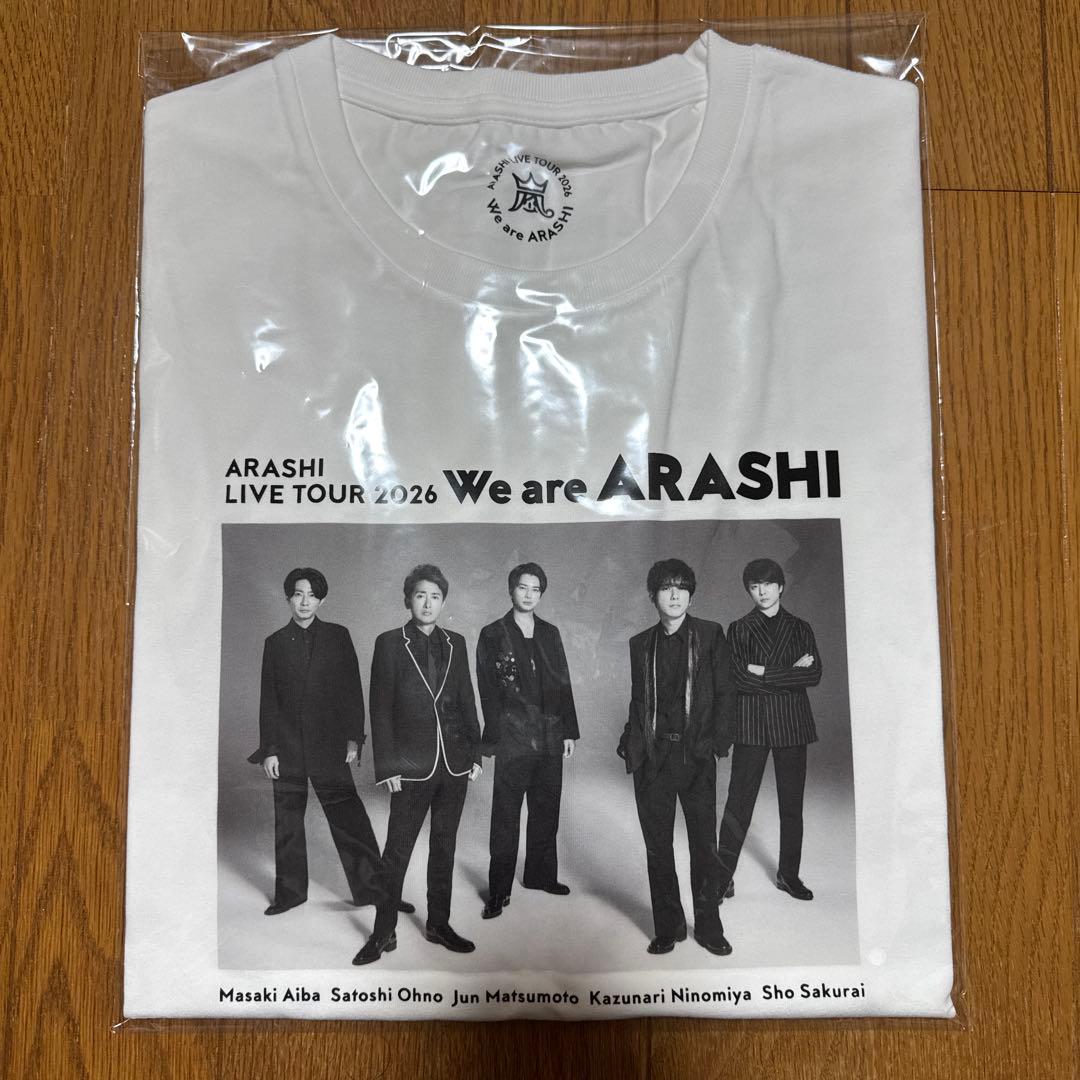 ARASHI LIVE TOUR 2026
嵐
We are ARASHI
ARASHI
LIVE TOUR 2026 We are ARASHI
Masaki Aiba Satoshi Ohno Jun Matsumoto Kazunari Ninomiya Sho Sakurai